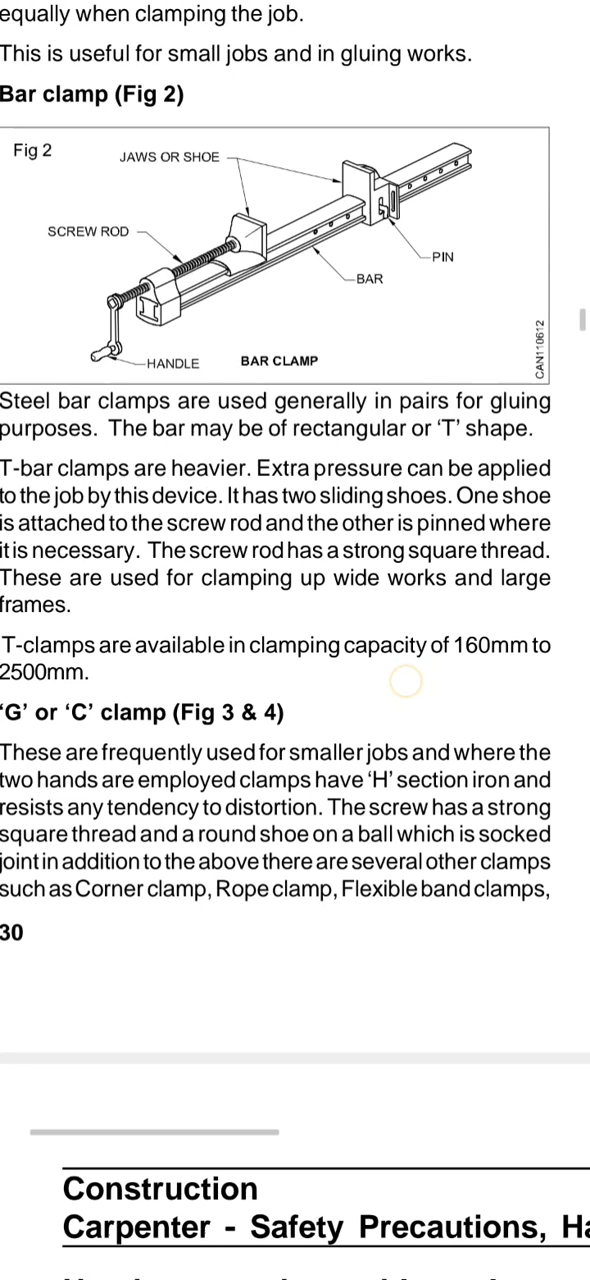 equally when clamping the job.
This is useful for small jobs and in gluing works.
Bar clamp (Fig 2)
Fig 2
JAWS OR SHOE
SCREW ROD
PIN
BAR
HANDLE
BAR CLAMP
CAN110612
Steel bar clamps are used generally in pairs for gluing
purposes. The bar may be of rectangular or ‘T’ shape.
T-bar clamps are heavier. Extra pressure can be applied
to the job by this device. It has two sliding shoes. One shoe
is attached to the screw rod and the other is pinned where
it is necessary. The screw rod has a strong square thread.
These are used for clamping up wide works and large
frames.
T-clamps are available in clamping capacity of 160mm to
2500mm.
‘G’ or ‘C’ clamp (Fig 3 & 4)
These are frequently used for smaller jobs and where the
two hands are employed clamps have ‘H’ section iron and
resists any tendency to distortion. The screw has a strong
square thread and a round shoe on a ball which is socked
joint in addition to the above there are several other clamps
such as Corner clamp, Rope clamp, Flexible band clamps,
30
Construction
Carpenter - Safety Precautions, Ha